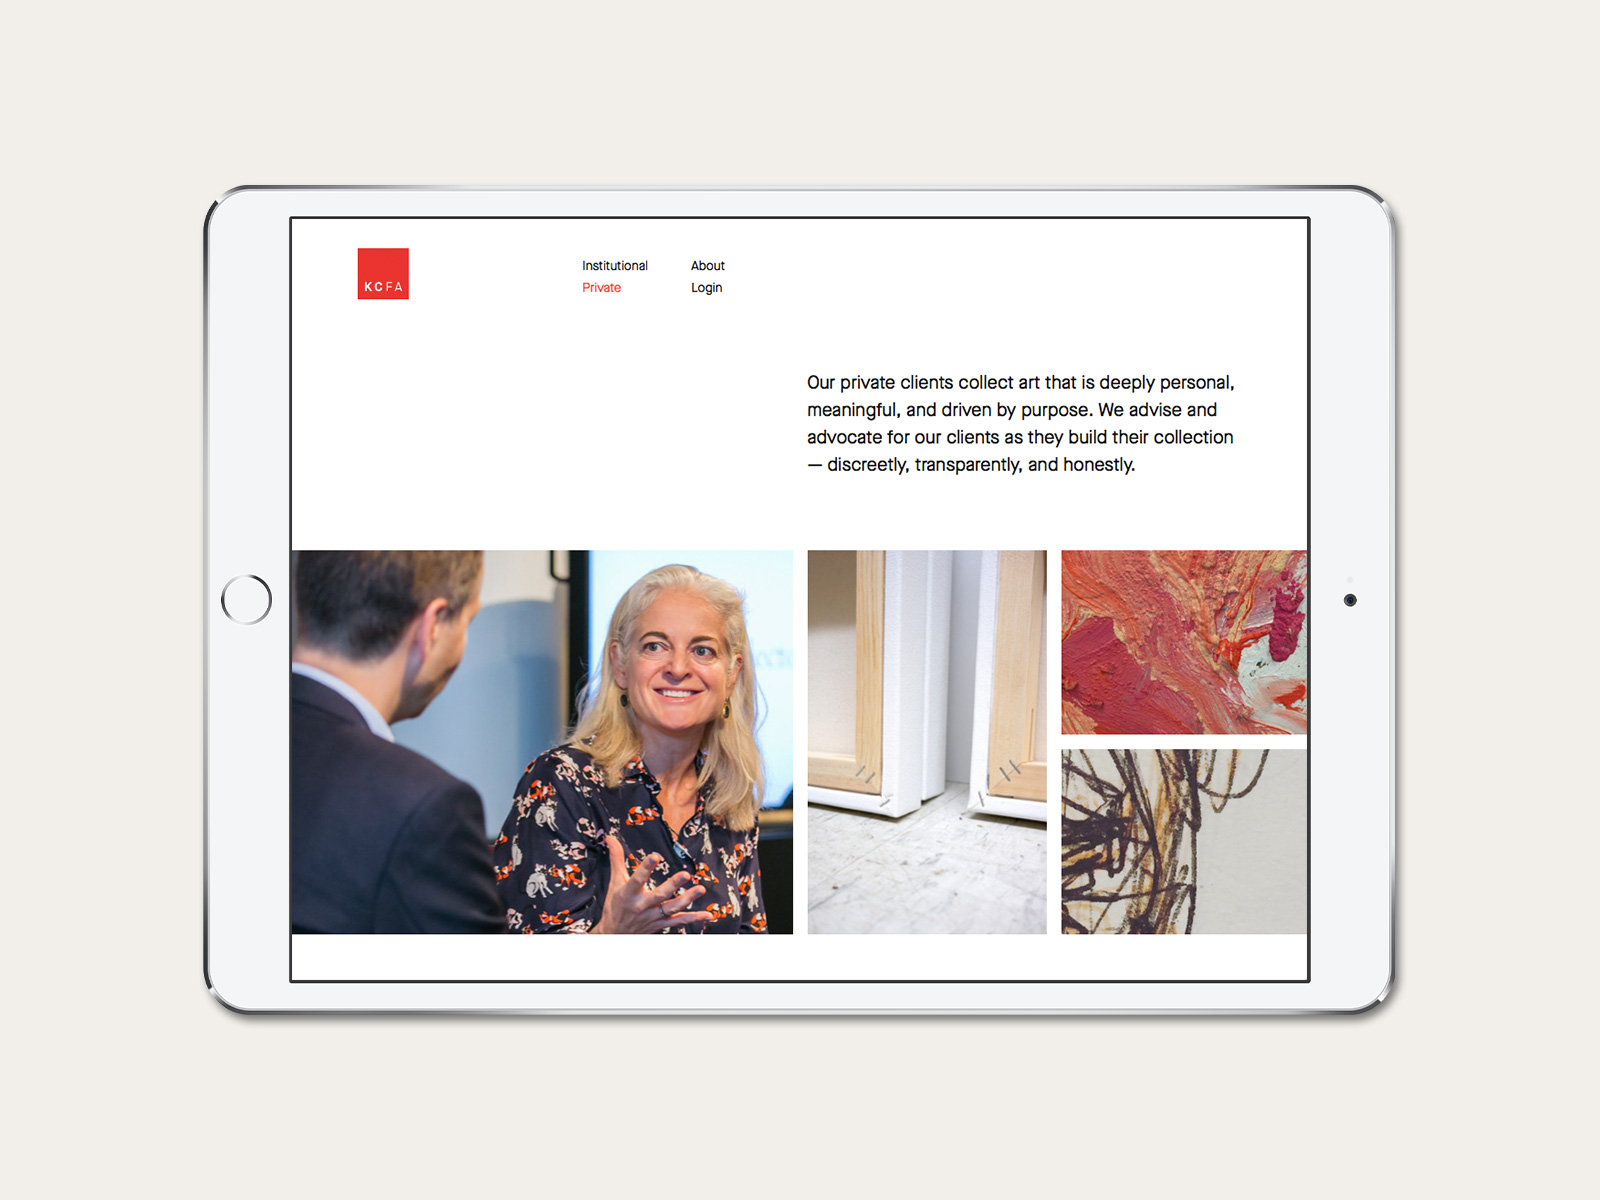 KCFA
Institutional
Private
About
Login
Our private clients collect art that is deeply personal,
meaningful, and driven by purpose. We advise and
advocate for our clients as they build their collection
— discreetly, transparently, and honestly.